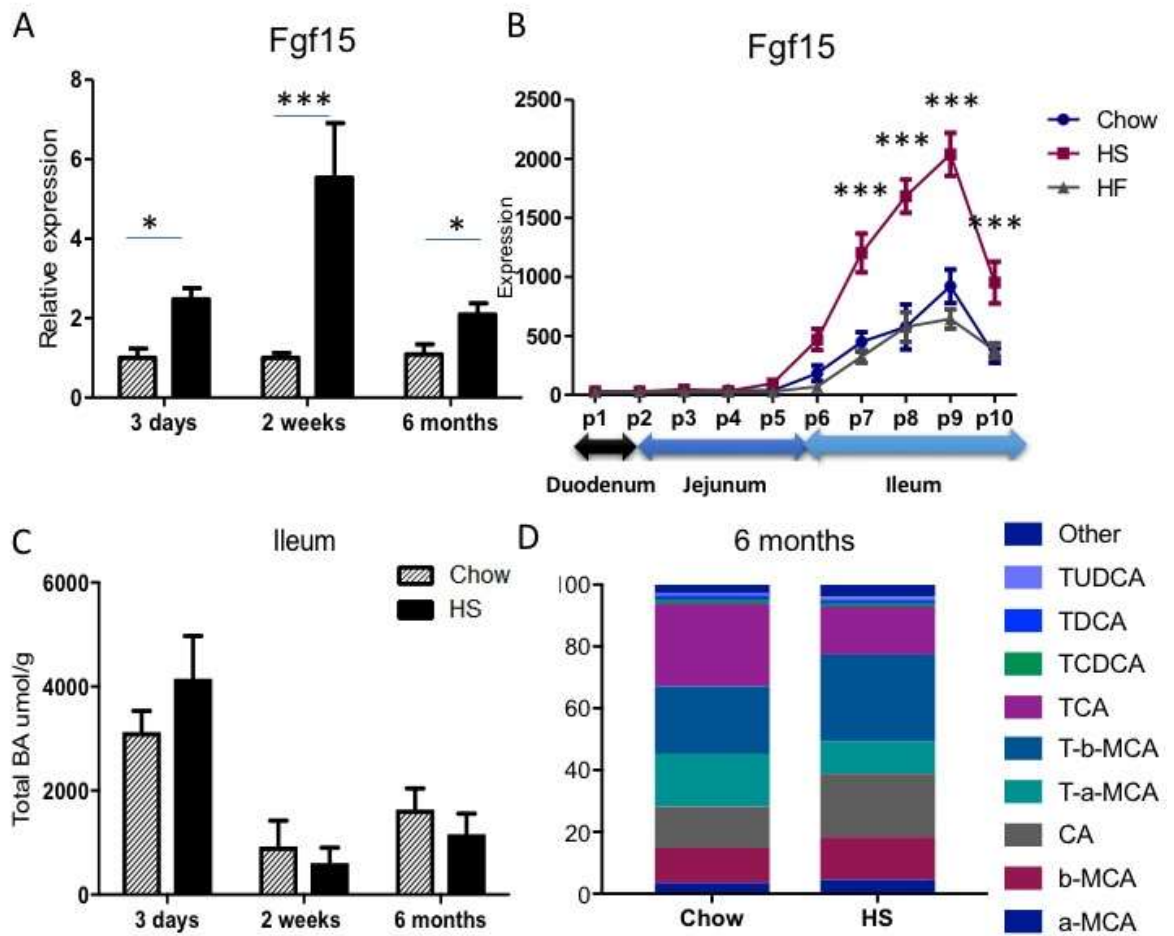 A
Fgf15
Relative expression
8
6
4
2
0
*
***
*
3 days 2 weeks 6 months
B
Fgf15
Expression
2500
2000
1500
1000
500
0
***
***
***
***
Chow
HS
HF
p1 p2 p3 p4 p5 p6 p7 p8 p9 p10
Duodenum Jejunum Ileum
C
Ileum
Total BA umol/g
6000
4000
2000
0
Chow
HS
3 days 2 weeks 6 months
D
6 months
100
80
60
40
20
0
Chow HS
Other
TUDCA
TDCA
TCDCA
TCA
T-b-MCA
T-a-MCA
CA
b-MCA
a-MCA